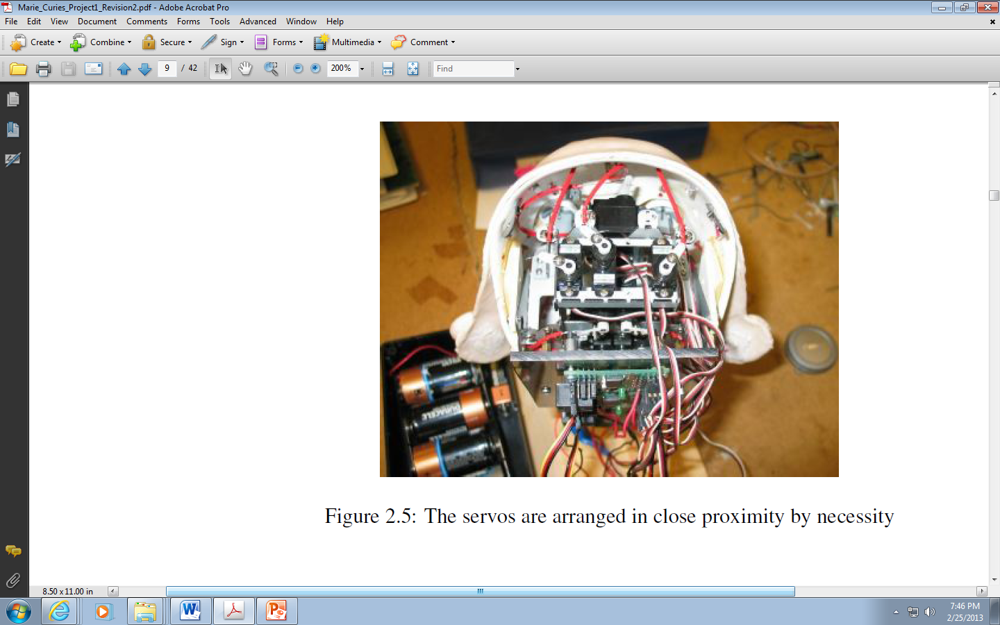 Marie_Curies_Project1_Revision2.pdf - Adobe Acrobat Pro
File Edit View Document Comments Forms Tools Advanced Window Help
Create Combine Secure Sign Forms Multimedia Comment
9 / 42 200% Find
DURACELL
Figure 2.5: The servos are arranged in close proximity by necessity
8.50 x 11.00 in
7:46 PM
2/25/2013